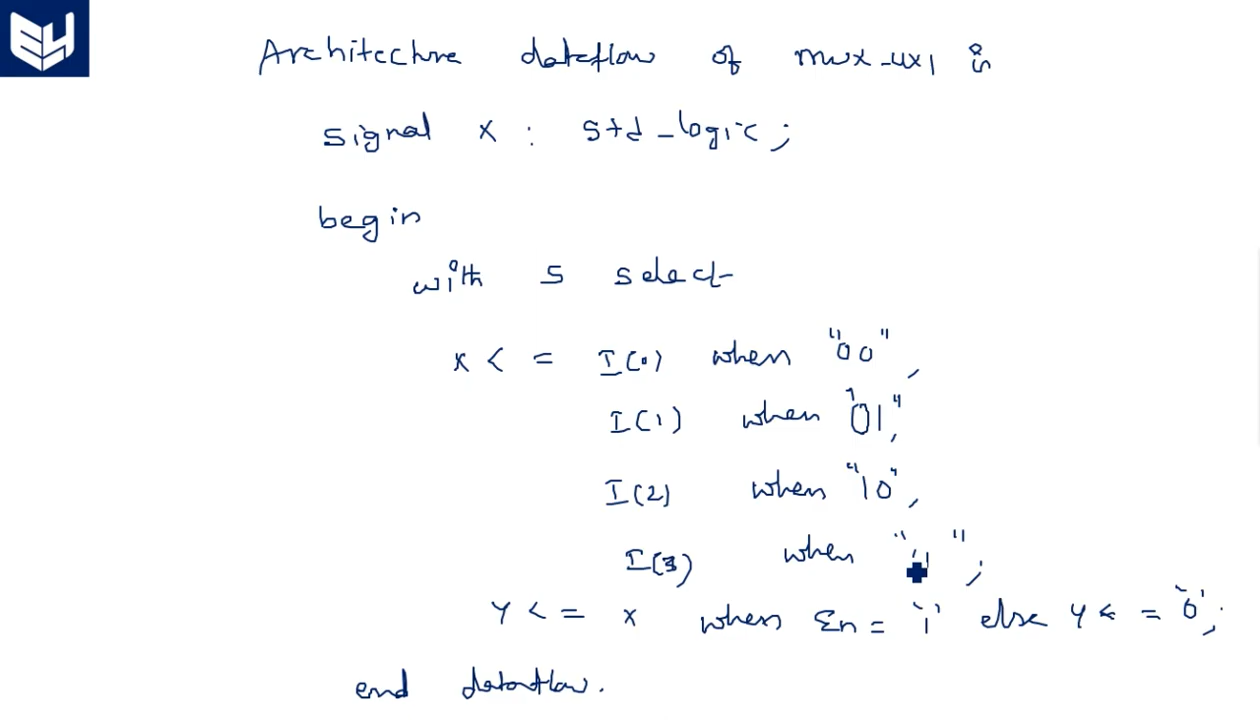 Architecture dataflow of mux_4x1 is
signal x : std_logic;
begin
with s select
x <= I(0) when "00",
I(1) when "01",
I(2) when "10",
I(3) when "11";
Y <= x when En = '1' else Y <= '0';
end dataflow.